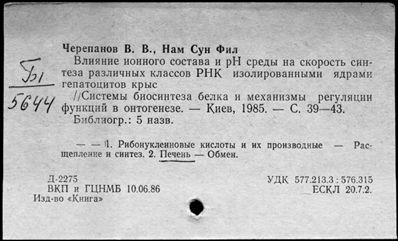 Черепанов В. В., Нам Сун Фил
Влияние ионного состава и pH среды на скорость син-
теза различных классов РНК изолированными ядрами
гепатоцитов крыс
//Системы биосинтеза белка и механизмы регуляции
функций в онтогенезе. — Киев, 1985. — С. 39—43.
Библиогр.: 5 назв.
Б1
5644
— — 1. Рибонуклеиновые кислоты и их производные — Рас-
щепление и синтез. 2. Печень — Обмен.
Д-2275 УДК 577.213.3 : 576.315
ВКП и ГЦНМБ 10.06.86 ЕСКЛ 20.7.2.
Изд-во «Книга»